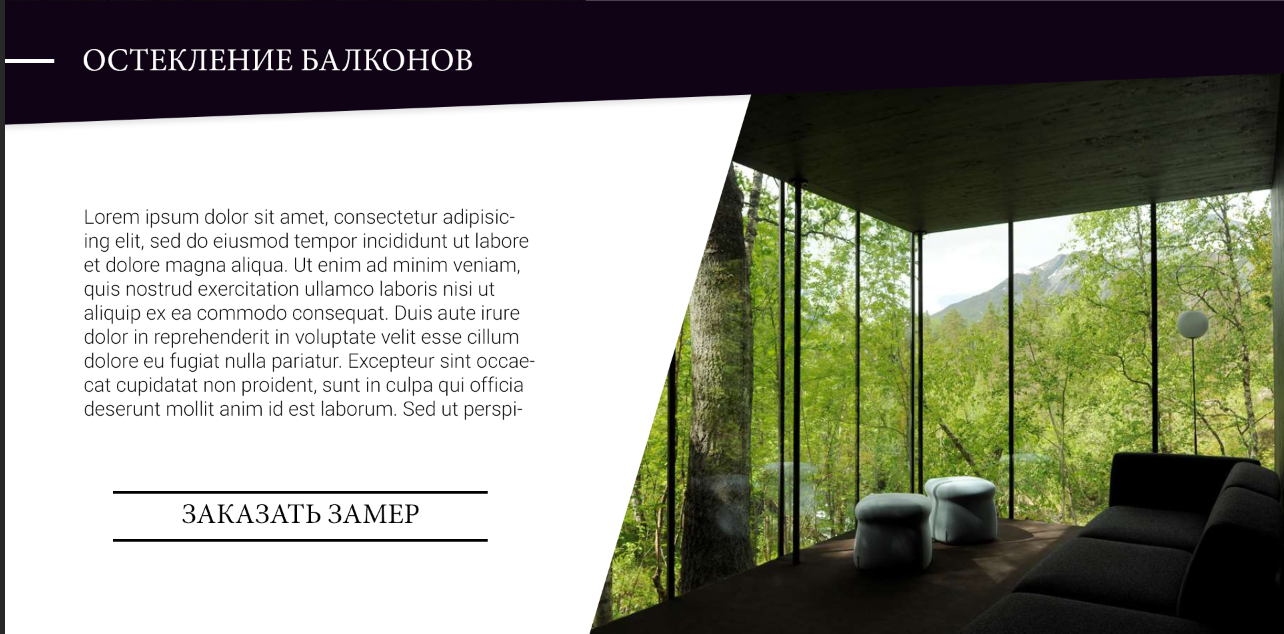 ОСТЕКЛЕНИЕ БАЛКОНОВ
Lorem ipsum dolor sit amet, consectetur adipisic-
ing elit, sed do eiusmod tempor incididunt ut labore
et dolore magna aliqua. Ut enim ad minim veniam,
quis nostrud exercitation ullamco laboris nisi ut
aliquip ex ea commodo consequat. Duis aute irure
dolor in reprehenderit in voluptate velit esse cillum
dolore eu fugiat nulla pariatur. Excepteur sint occae-
cat cupidatat non proident, sunt in culpa qui officia
deserunt mollit anim id est laborum. Sed ut perspi-
ЗАКАЗАТЬ ЗАМЕР